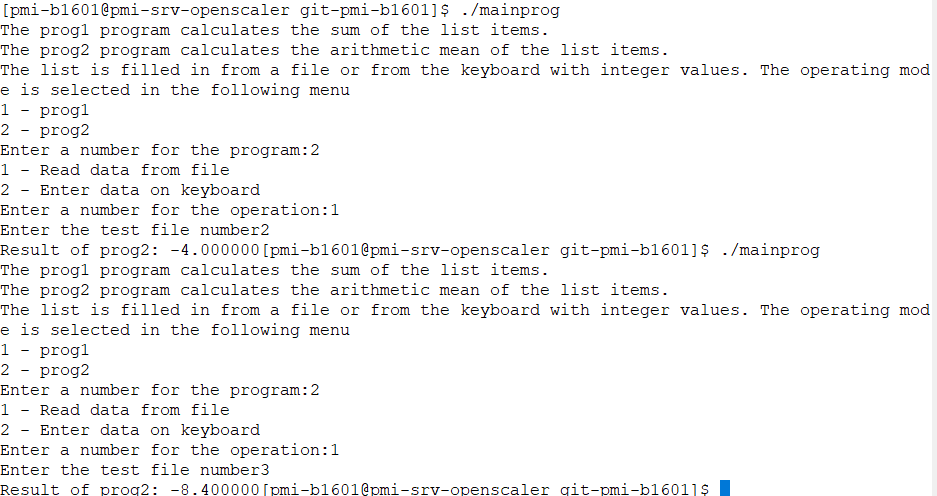 [pmi-b1601@pmi-srv-openscaler git-pmi-b1601]$ ./mainprog
The prog1 program calculates the sum of the list items.
The prog2 program calculates the arithmetic mean of the list items.
The list is filled in from a file or from the keyboard with integer values. The operating mod
e is selected in the following menu
1 - prog1
2 - prog2
Enter a number for the program:2
1 - Read data from file
2 - Enter data on keyboard
Enter a number for the operation:1
Enter the test file number2
Result of prog2: -4.000000[pmi-b1601@pmi-srv-openscaler git-pmi-b1601]$ ./mainprog
The prog1 program calculates the sum of the list items.
The prog2 program calculates the arithmetic mean of the list items.
The list is filled in from a file or from the keyboard with integer values. The operating mod
e is selected in the following menu
1 - prog1
2 - prog2
Enter a number for the program:2
1 - Read data from file
2 - Enter data on keyboard
Enter a number for the operation:1
Enter the test file number3
Result of prog2: -8.400000[pmi-b1601@pmi-srv-openscaler git-pmi-b1601]$